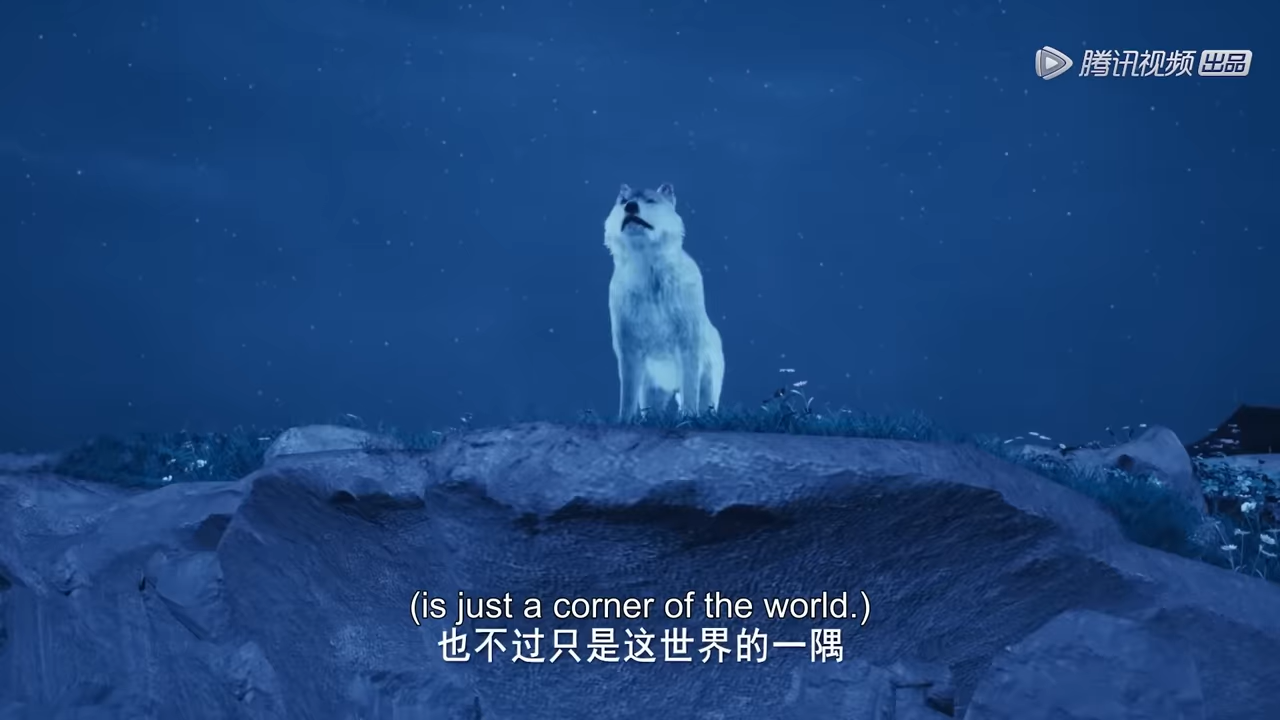 腾讯视频 出品
(is just a corner of the world.)
也不过只是这世界的一隅